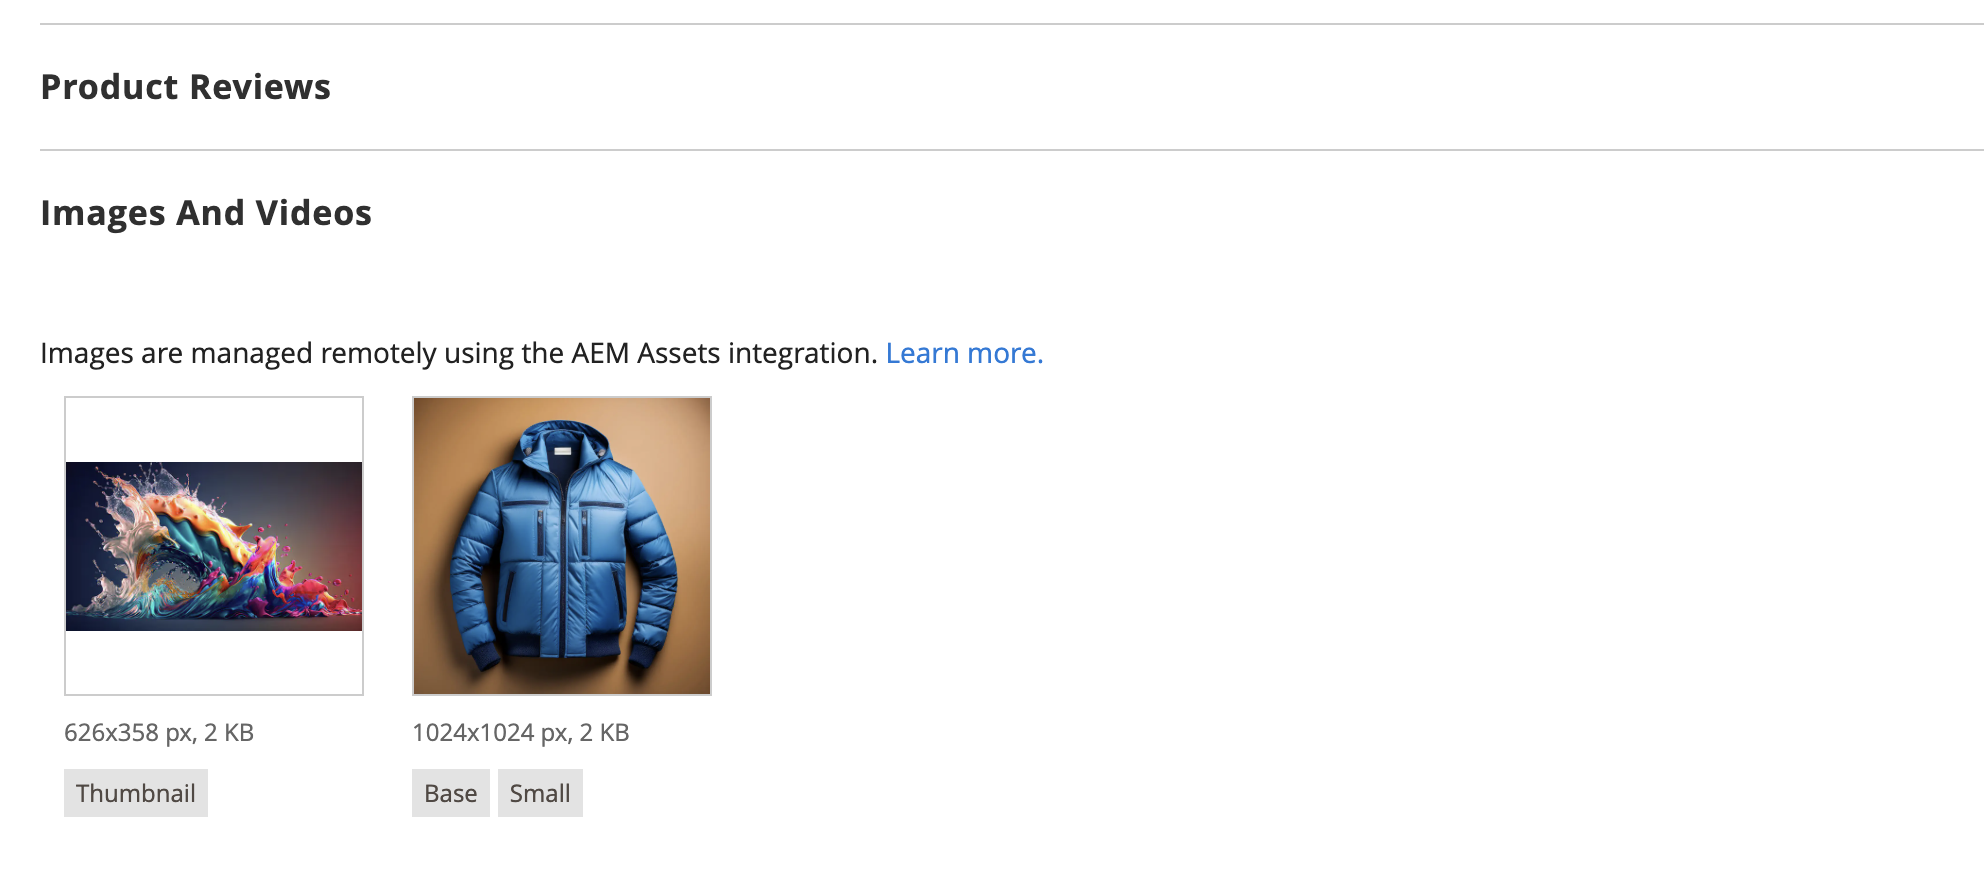 Product Reviews
Images And Videos
Images are managed remotely using the AEM Assets integration. Learn more.
626x358 px, 2 KB
1024x1024 px, 2 KB
Thumbnail
Base
Small